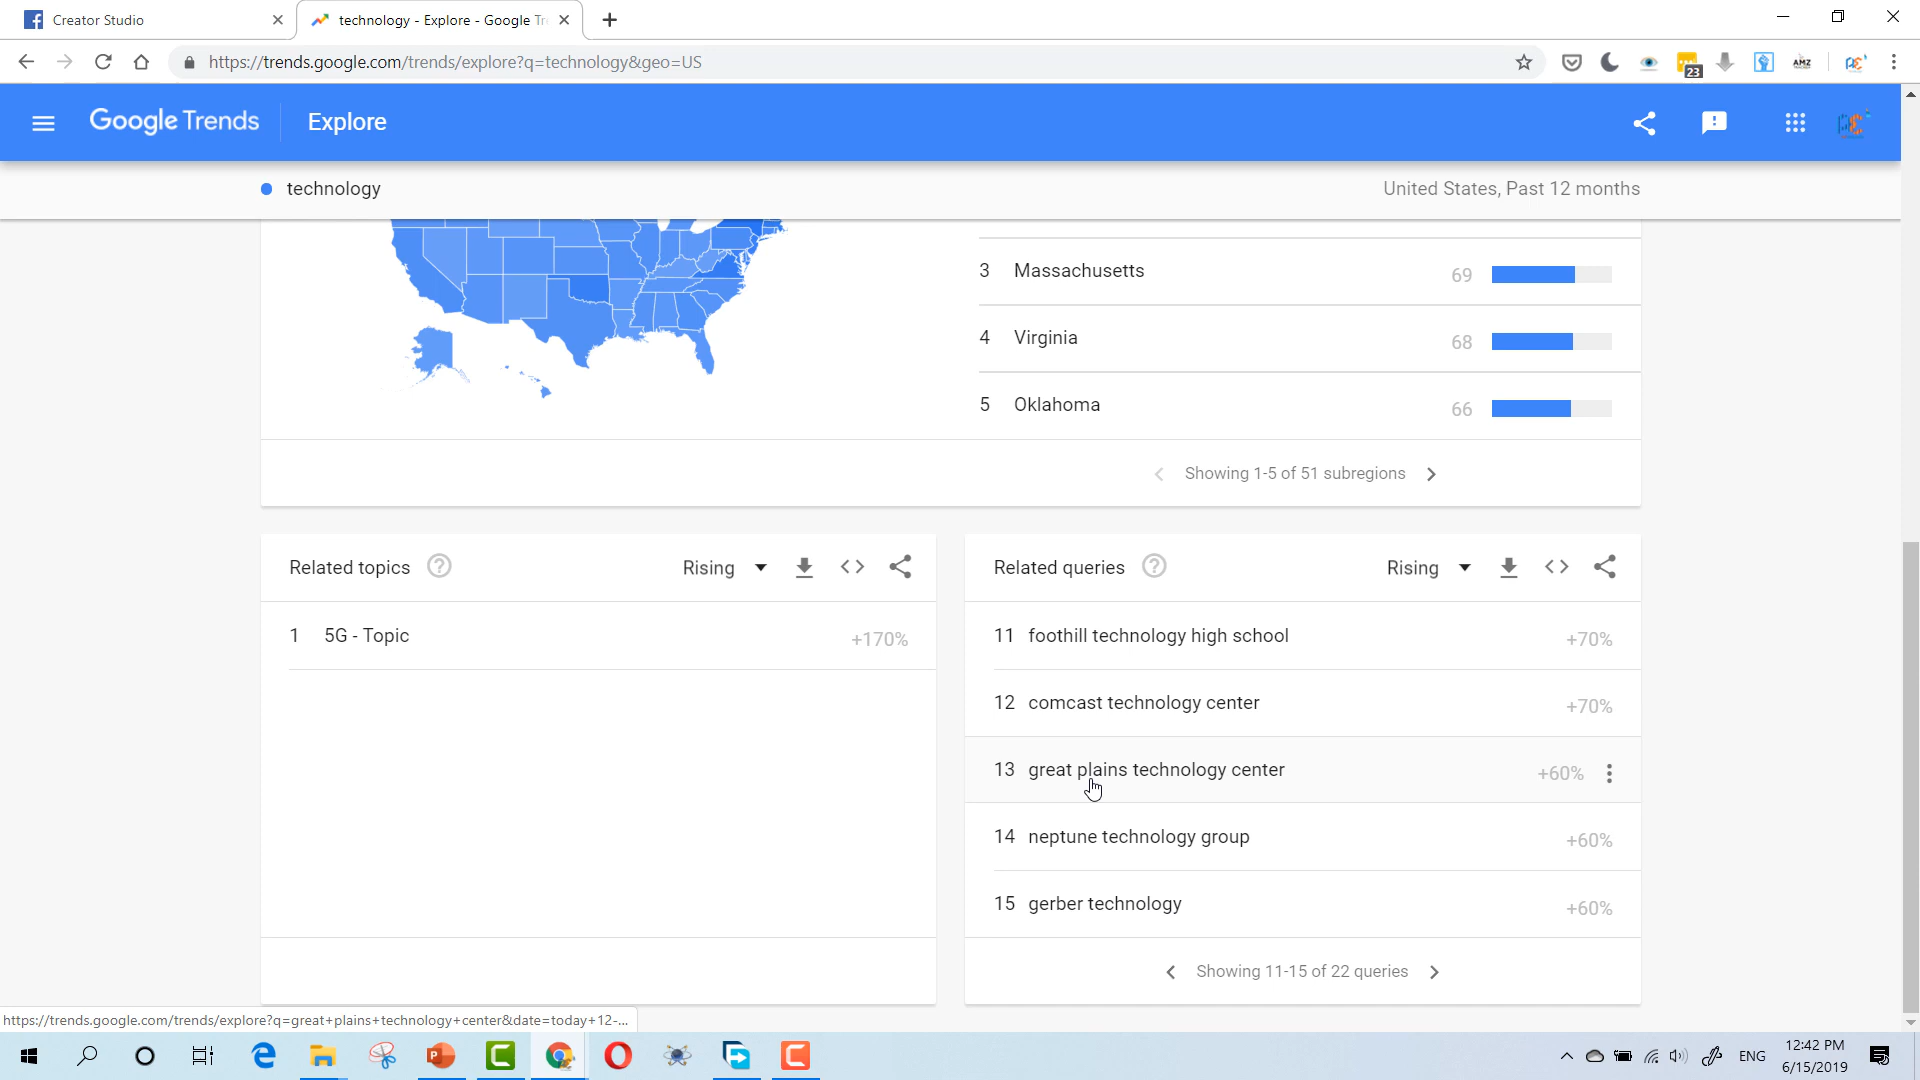 Creator Studio
technology - Explore - Google Tr
https://trends.google.com/trends/explore?q=technology&geo=US
23
AMZ
Google Trends
Explore
technology
United States, Past 12 months
3 Massachusetts 69
4 Virginia 68
5 Oklahoma 66
Showing 1-5 of 51 subregions
Related topics
Rising
1 5G - Topic +170%
Related queries
Rising
11 foothill technology high school +70%
12 comcast technology center +70%
13 great plains technology center +60%
14 neptune technology group +60%
15 gerber technology +60%
Showing 11-15 of 22 queries
https://trends.google.com/trends/explore?q=great+plains+technology+center&date=today+12-...
ENG
12:42 PM
6/15/2019